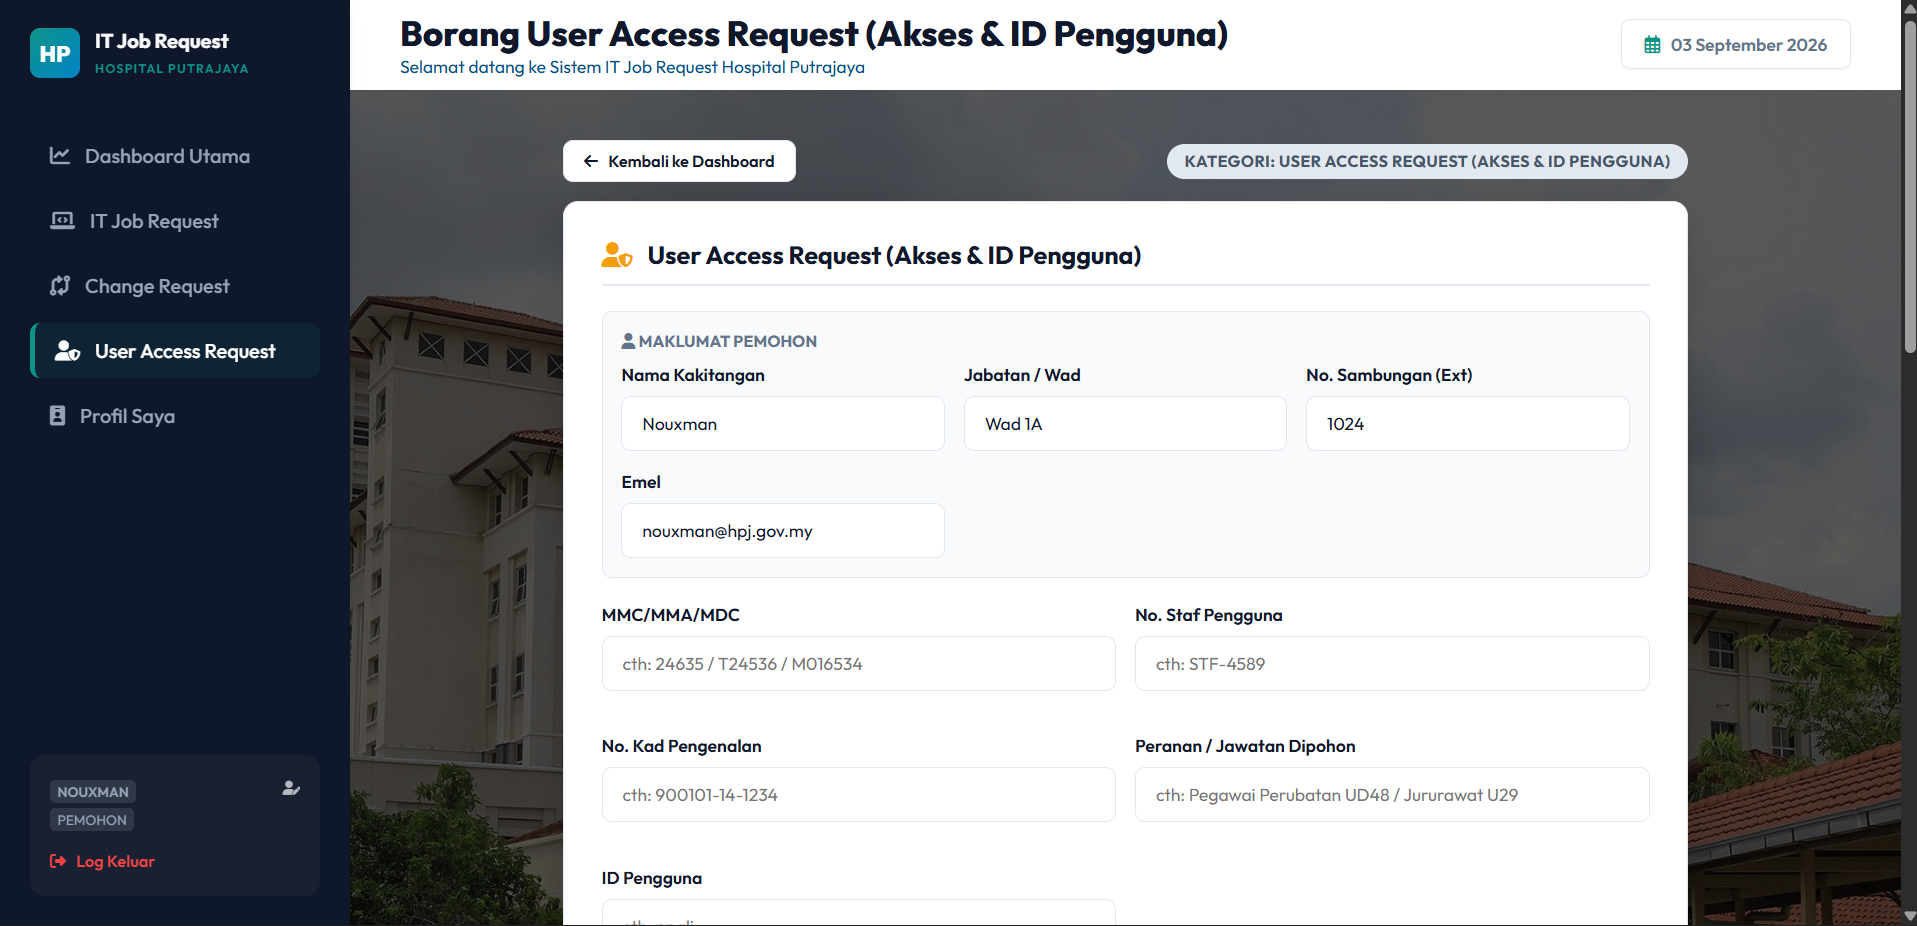 HP
IT Job Request
HOSPITAL PUTRAJAYA
Dashboard Utama
IT Job Request
Change Request
User Access Request
Profil Saya
NOUXMAN
PEMOHON
Log Keluar
Borang User Access Request (Akses & ID Pengguna)
Selamat datang ke Sistem IT Job Request Hospital Putrajaya
03 September 2026
Kembali ke Dashboard
KATEGORI: USER ACCESS REQUEST (AKSES & ID PENGGUNA)
User Access Request (Akses & ID Pengguna)
MAKLUMAT PEMOHON
Nama Kakitangan
Jabatan / Wad
No. Sambungan (Ext)
Nouxman
Wad 1A
1024
Emel
nouxman@hpj.gov.my
MMC/MMA/MDC
No. Staf Pengguna
cth: 24635 / T24536 / M016534
cth: STF-4589
No. Kad Pengenalan
Peranan / Jawatan Dipohon
cth: 900101-14-1234
cth: Pegawai Perubatan UD48 / Jururawat U29
ID Pengguna